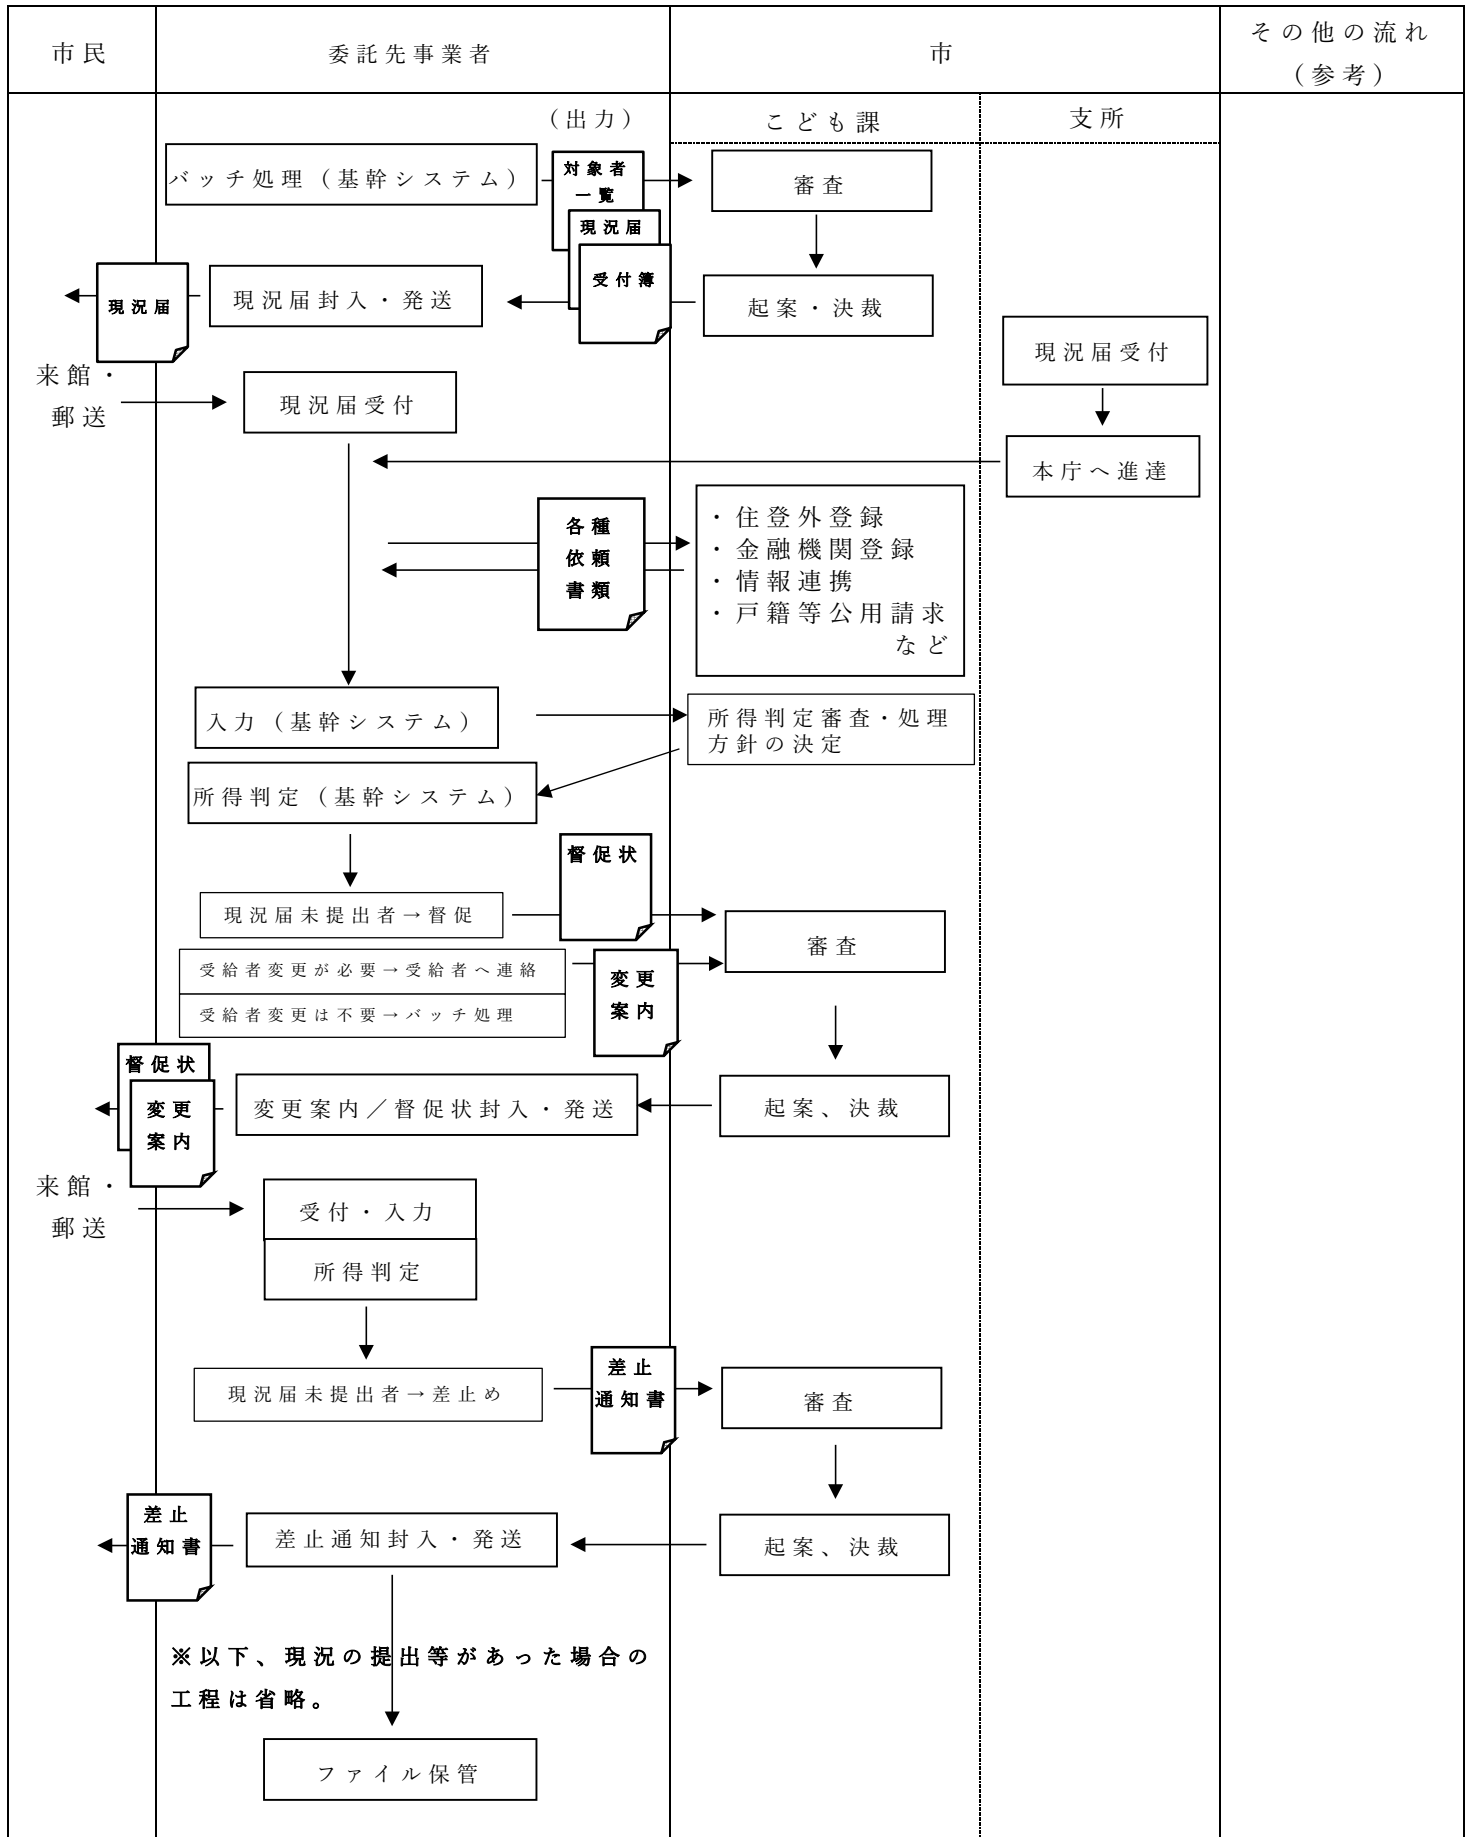 市民
委託先事業者
市
その他の流れ
（参考）
（出力）
こども課
支所
バッチ処理（基幹システム）
対象者
一覧
現況届
受付簿
審査
現況届
現況届封入・発送
起案・決裁
現況届受付
来館・
郵送
現況届受付
本庁へ進達
各種
依頼
書類
・住登外登録
・金融機関登録
・情報連携
・戸籍等公用請求
など
入力（基幹システム）
所得判定審査・処理
方針の決定
所得判定（基幹システム）
督促状
現況届未提出者→督促
審査
受給者変更が必要→受給者へ連絡
受給者変更は不要→バッチ処理
変更
案内
督促状
変更
案内
変更案内／督促状封入・発送
起案、決裁
来館・
郵送
受付・入力
所得判定
現況届未提出者→差止め
差止
通知書
審査
差止
通知書
差止通知封入・発送
起案、決裁
※以下、現況の提出等があった場合の
工程は省略。
ファイル保管